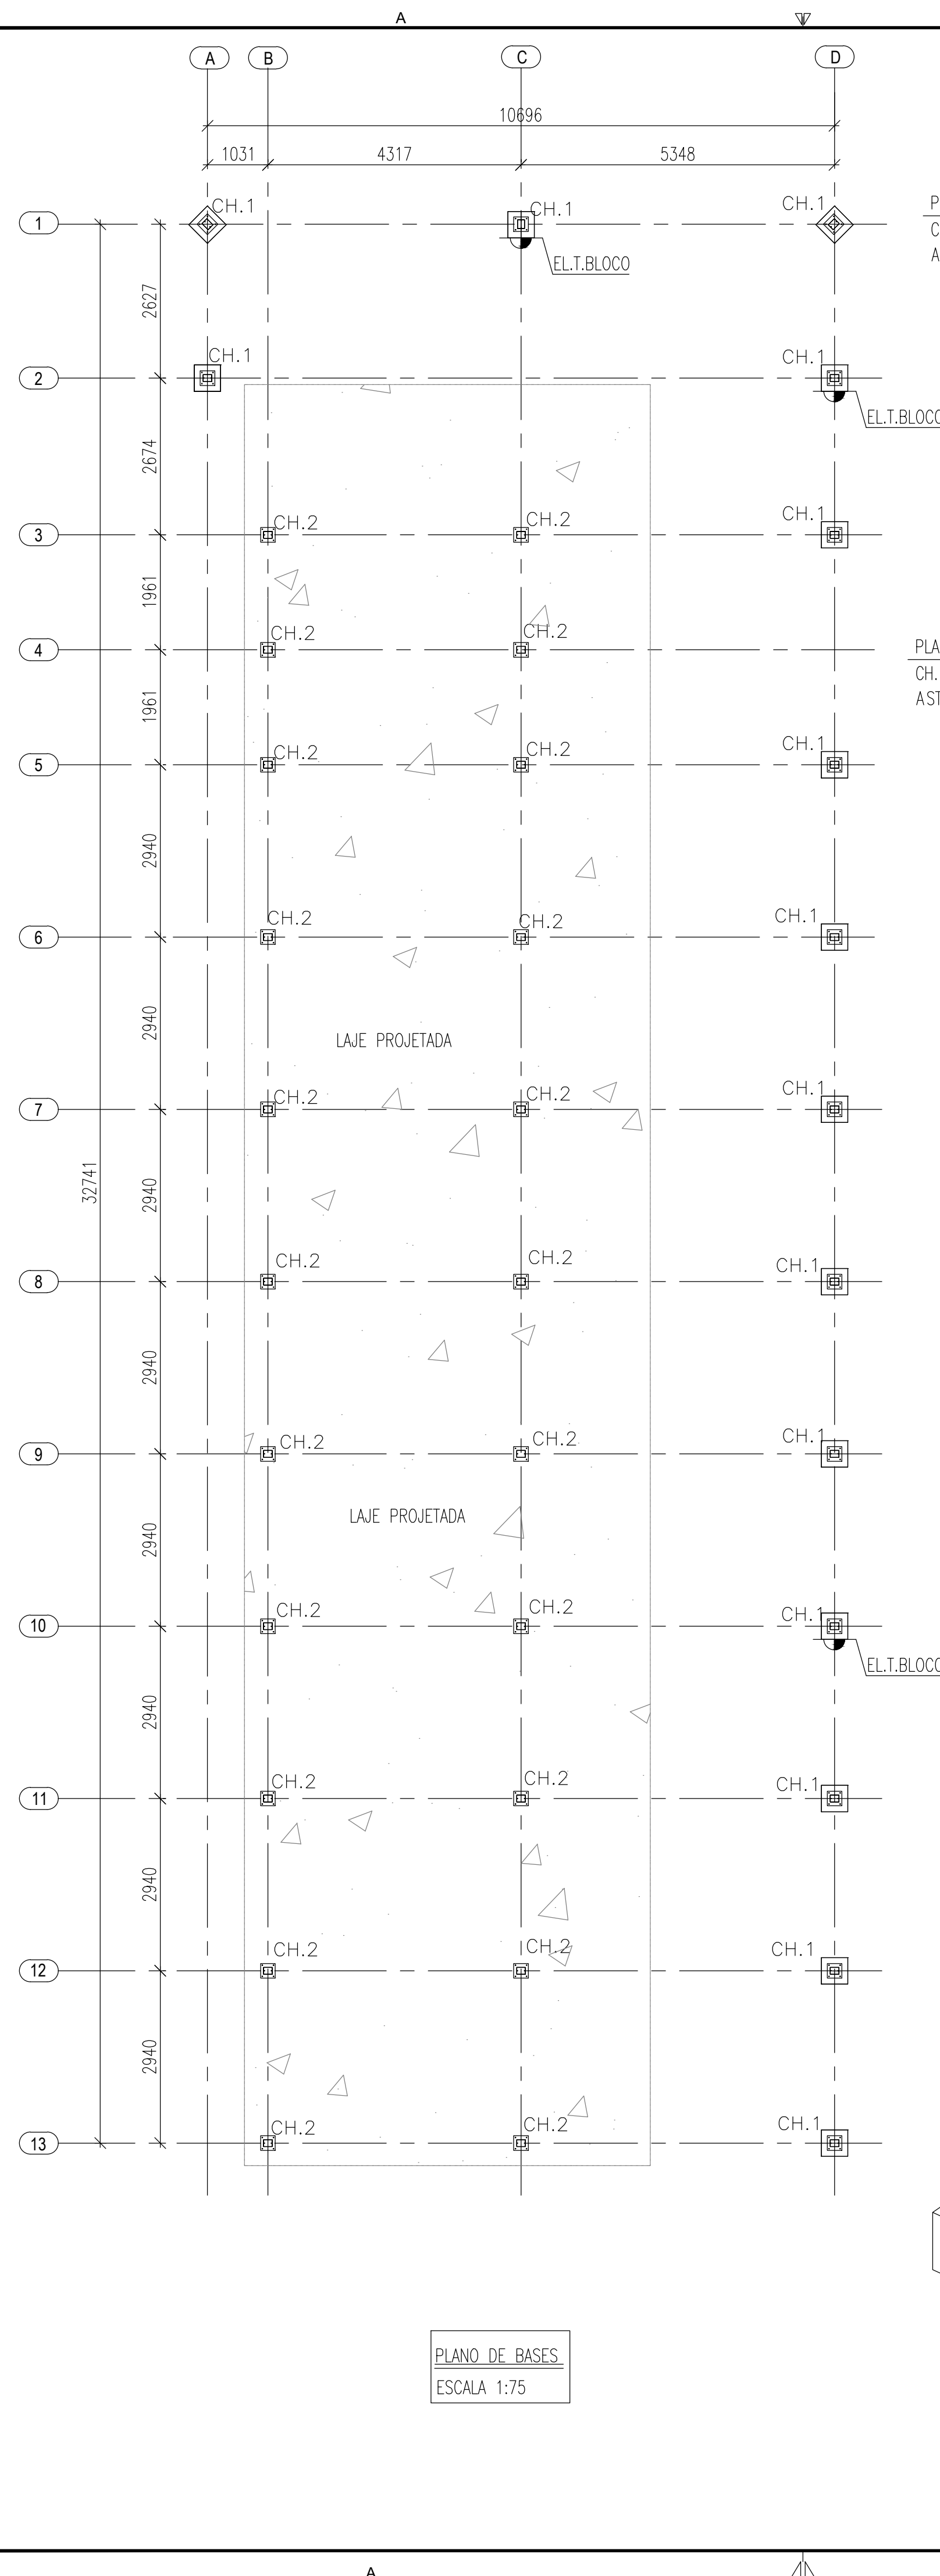 A
A B C D
10696
1031 4317 5348
1 CH.1 CH.1 CH.1
P
C
A
EL.T.BLOCO
2627
2 CH.1 CH.1
EL.T.BLOCO
2674
3 CH.2 CH.2 CH.1
1961
4 CH.2 CH.2
PLA
CH.
AST
1961
5 CH.2 CH.2 CH.1
2940
6 CH.2 CH.2 CH.1
2940
LAJE PROJETADA
7 CH.2 CH.2 CH.1
32741
2940
8 CH.2 CH.2 CH.1
2940
9 CH.2 CH.2 CH.1
2940
LAJE PROJETADA
10 CH.2 CH.2 CH.1
EL.T.BLOCO
2940
11 CH.2 CH.2 CH.1
2940
12 CH.2 CH.2 CH.1
2940
13 CH.2 CH.2 CH.1
PLANO DE BASES
ESCALA 1:75
A